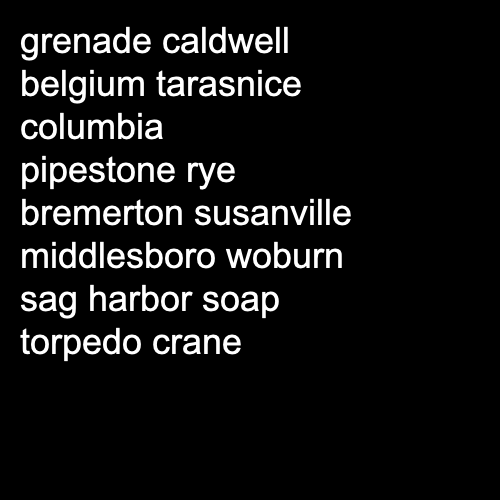 grenade caldwell
belgium tarasnice
columbia
pipestone rye
bremerton susanville
middlesboro woburn
sag harbor soap
torpedo crane